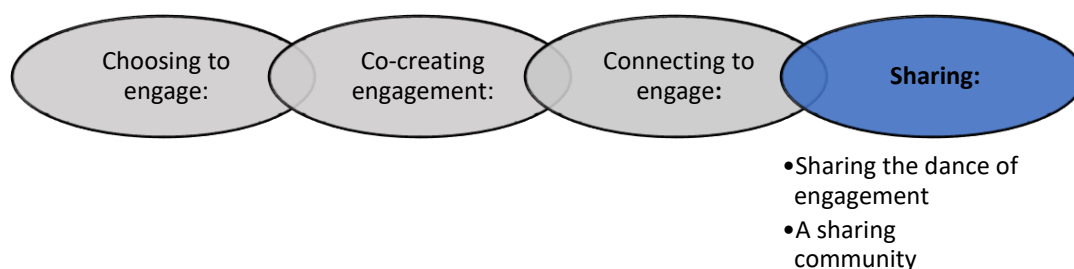 Choosing to
engage:
Co-creating
engagement:
Connecting to
engage:
Sharing:
•Sharing the dance of
engagement
•A sharing
community